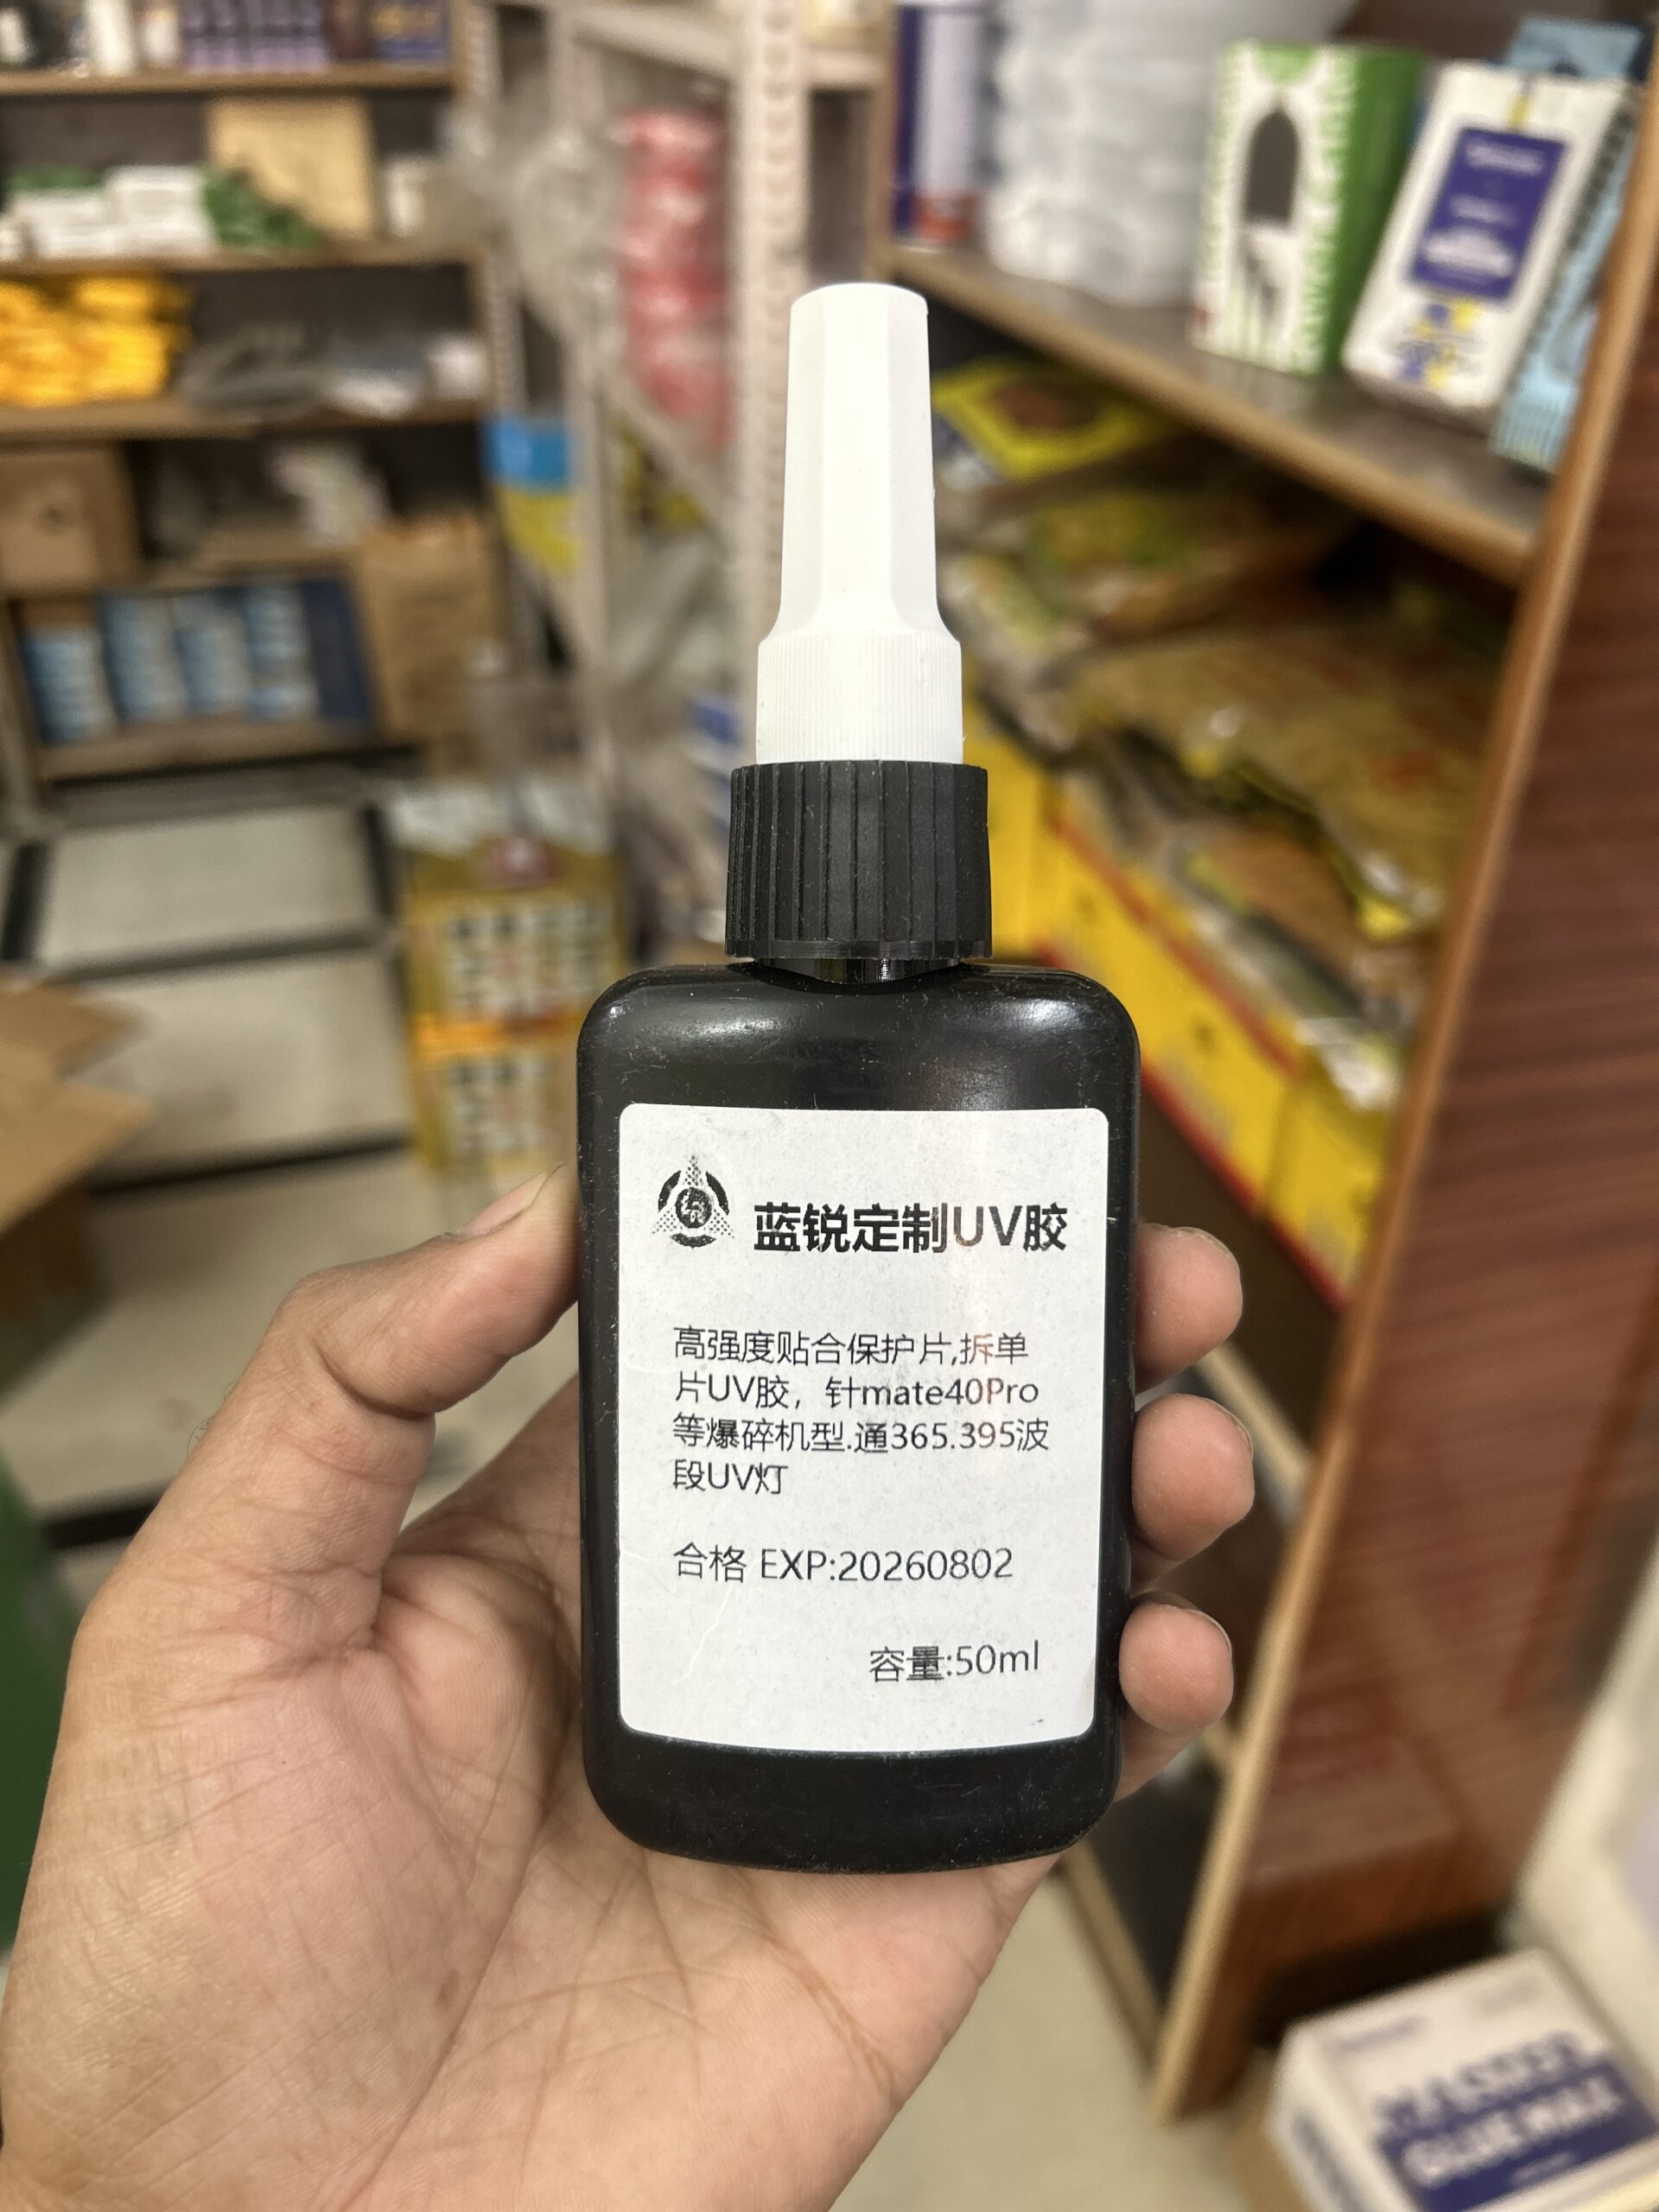 蓝锐定制UV胶
高强度贴合保护片,拆单
片UV胶，针mate40Pro
等爆碎机型.通365.395波
段UV灯
合格 EXP:20260802
容量:50ml